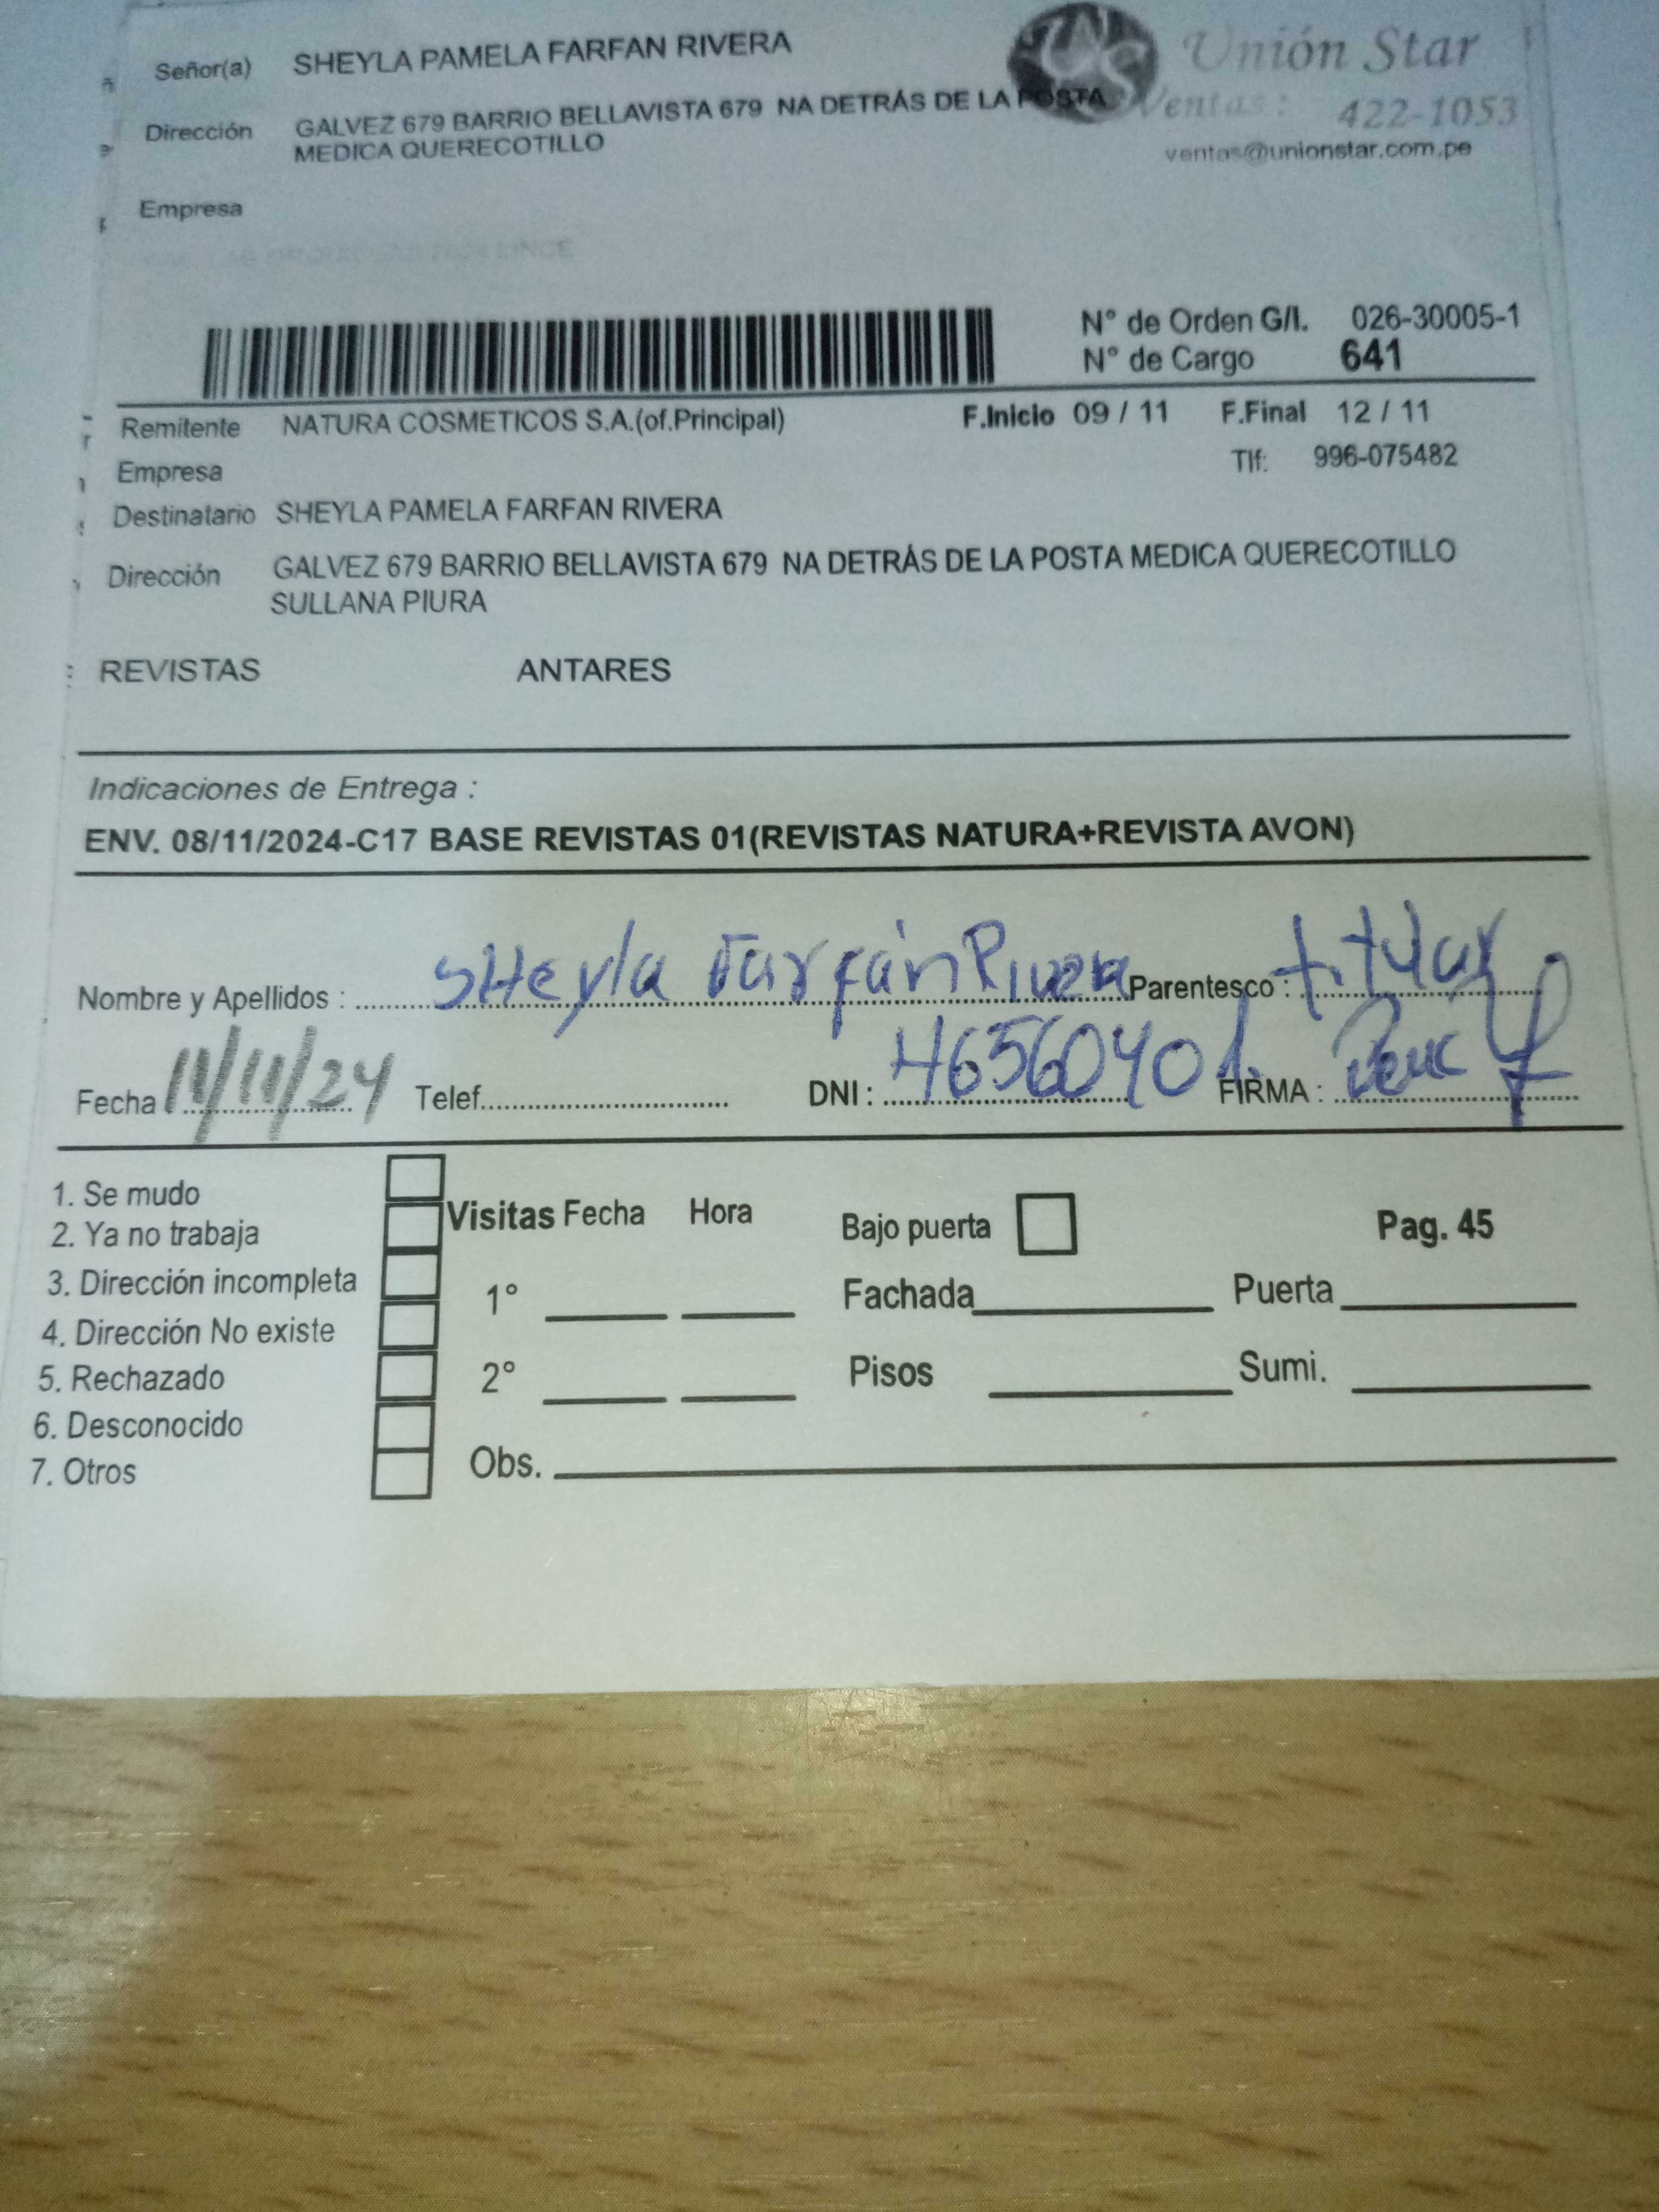 Señor(a) SHEYLA PAMELA FARFAN RIVERA
Unión Star
Dirección GALVEZ 679 BARRIO BELLAVISTA 679 NA DETRÁS DE LA POSTA
MEDICA QUERECOTILLO
Ventas: 422-1053
ventas@unionstar.com.pe
Empresa
LINCE
N° de Orden G/I. 026-30005-1
N° de Cargo 641
Remitente NATURA COSMETICOS S.A.(of.Principal) F.Inicio 09 / 11 F.Final 12 / 11
Empresa Tlf: 996-075482
Destinatario SHEYLA PAMELA FARFAN RIVERA
Dirección GALVEZ 679 BARRIO BELLAVISTA 679 NA DETRÁS DE LA POSTA MEDICA QUERECOTILLO
SULLANA PIURA
REVISTAS ANTARES
Indicaciones de Entrega :
ENV. 08/11/2024-C17 BASE REVISTAS 01(REVISTAS NATURA+REVISTA AVON)
Nombre y Apellidos : SHeyla Farfán Rivera Parentesco : titular
Fecha 11/11/24 Telef. DNI : 46560401 FIRMA :
1. Se mudo
2. Ya no trabaja
3. Dirección incompleta
4. Dirección No existe
5. Rechazado
6. Desconocido
7. Otros
Visitas Fecha Hora
1°
2°
Obs.
Bajo puerta Pag. 45
Fachada Puerta
Pisos Sumi.